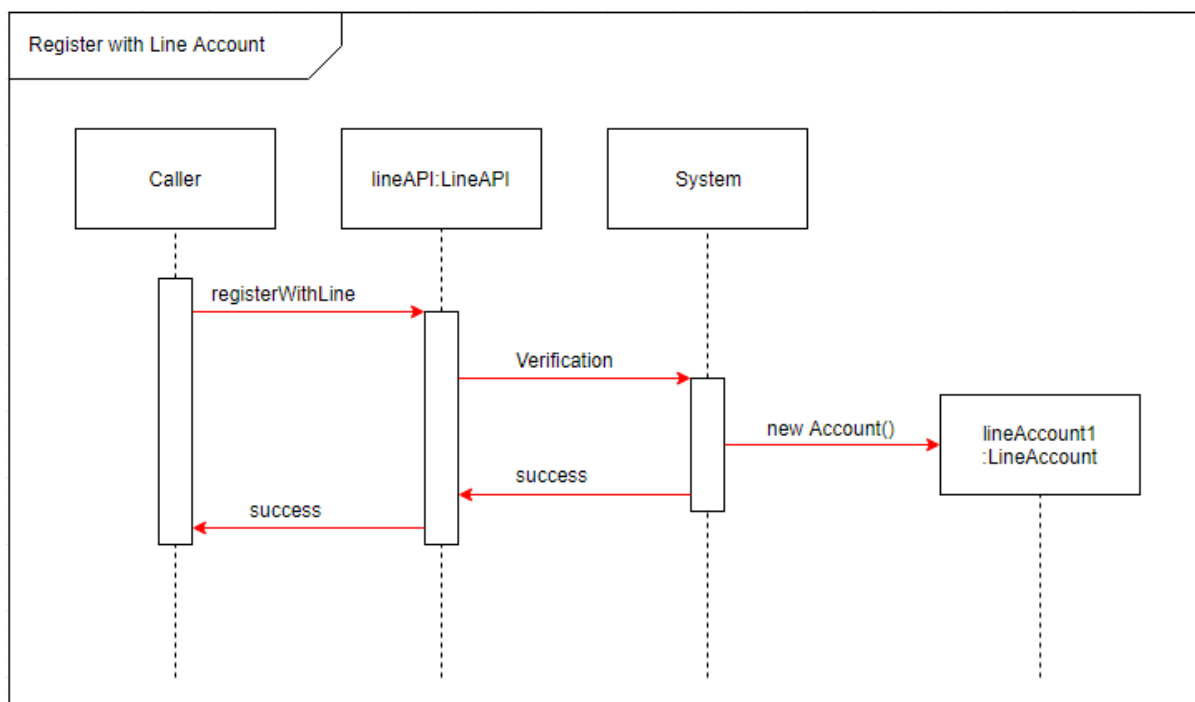 Register with Line Account
Caller
lineAPI:LineAPI
System
registerWithLine
Verification
new Account()
lineAccount1
:LineAccount
success
success